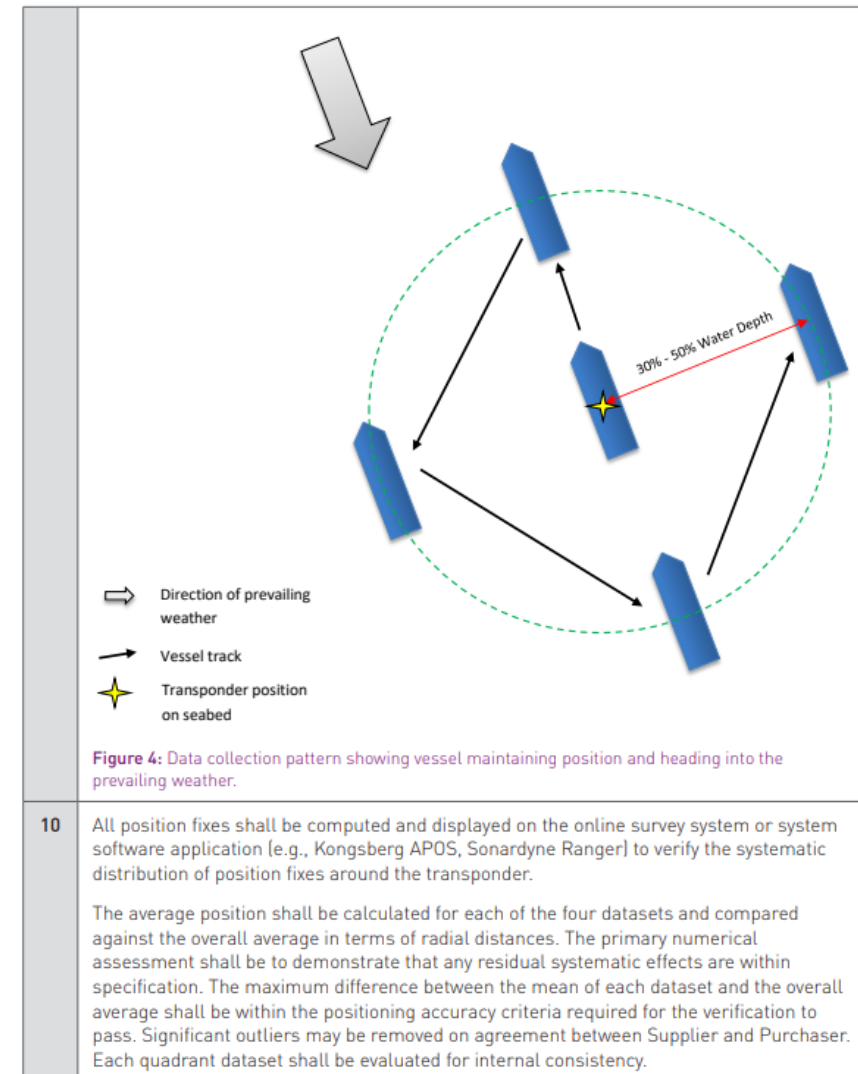 30% - 50% Water Depth
Direction of prevailing
weather
Vessel track
Transponder position
on seabed
Figure 4: Data collection pattern showing vessel maintaining position and heading into the
prevailing weather.
10
All position fixes shall be computed and displayed on the online survey system or system
software application (e.g., Kongsberg APOS, Sonardyne Ranger) to verify the systematic
distribution of position fixes around the transponder.
The average position shall be calculated for each of the four datasets and compared
against the overall average in terms of radial distances. The primary numerical
assessment shall be to demonstrate that any residual systematic effects are within
specification. The maximum difference between the mean of each dataset and the overall
average shall be within the positioning accuracy criteria required for the verification to
pass. Significant outliers may be removed on agreement between Supplier and Purchaser.
Each quadrant dataset shall be evaluated for internal consistency.